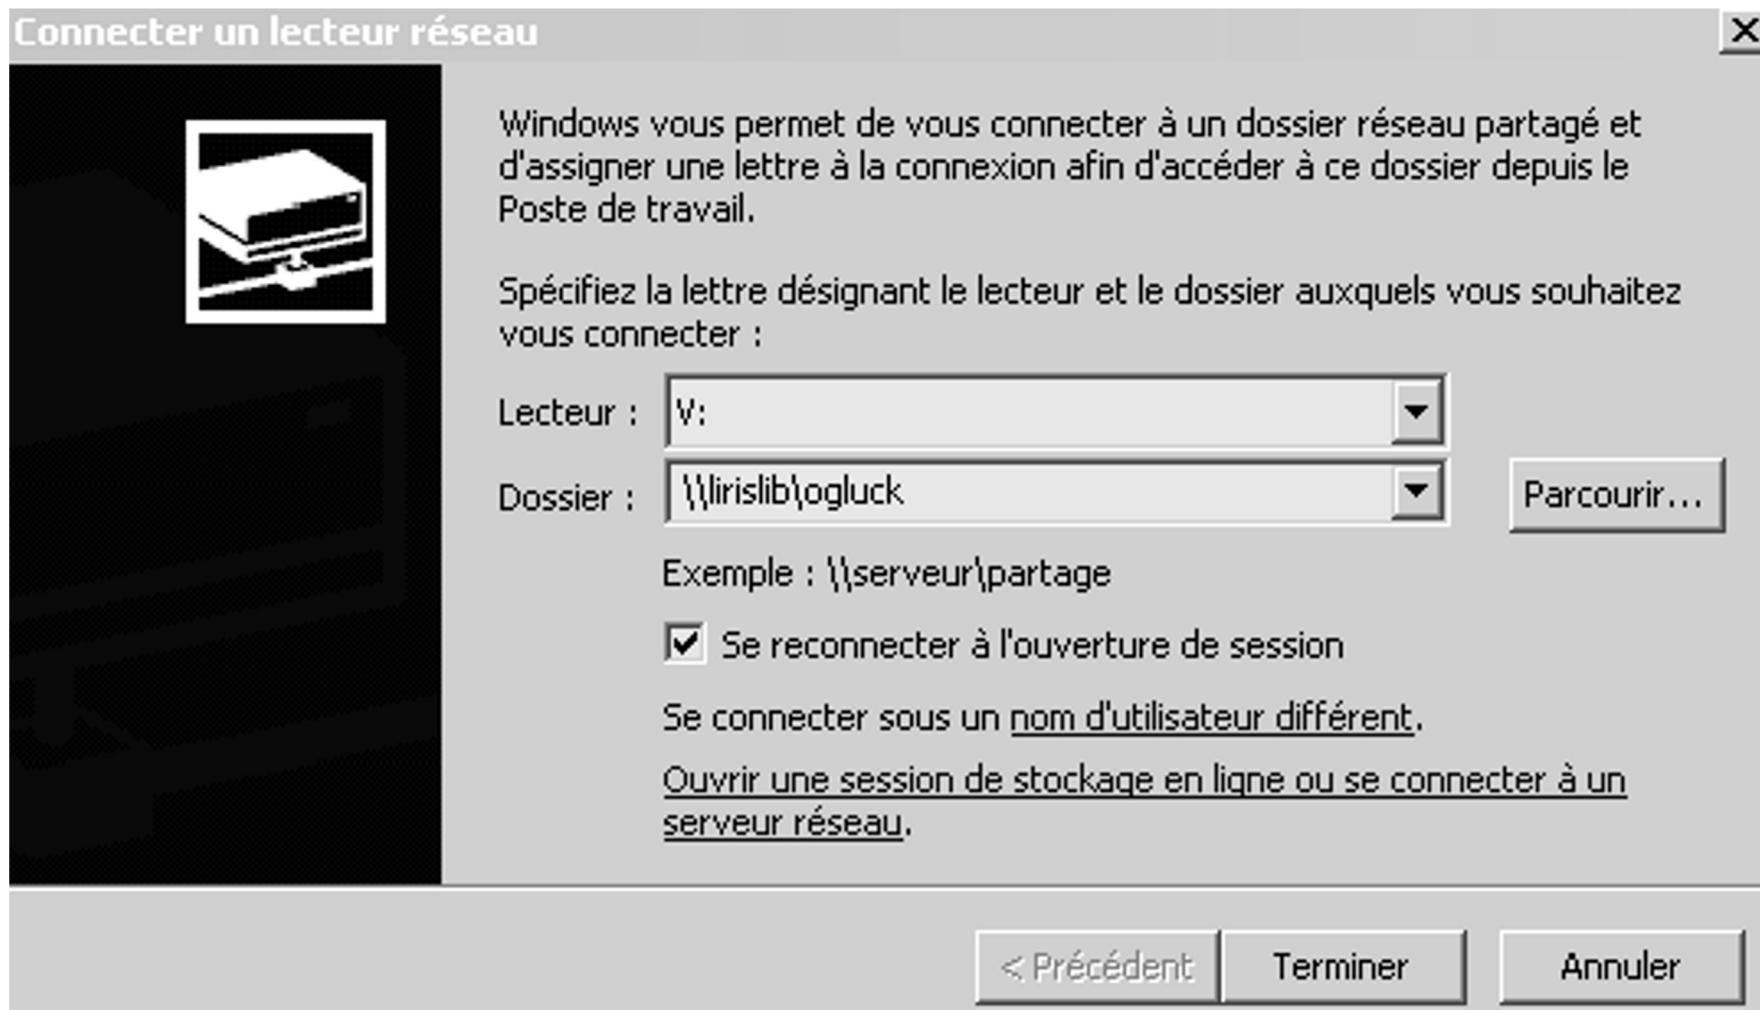 Connecter un lecteur réseau
Windows vous permet de vous connecter à un dossier réseau partagé et
d'assigner une lettre à la connexion afin d'accéder à ce dossier depuis le
Poste de travail.
Spécifiez la lettre désignant le lecteur et le dossier auxquels vous souhaitez
vous connecter :
Lecteur : V:
Dossier : \\lirislib\ogluck Parcourir...
Exemple : \\serveur\partage
Se reconnecter à l'ouverture de session
Se connecter sous un nom d'utilisateur différent.
Ouvrir une session de stockage en ligne ou se connecter à un
serveur réseau.
< Précédent Terminer Annuler